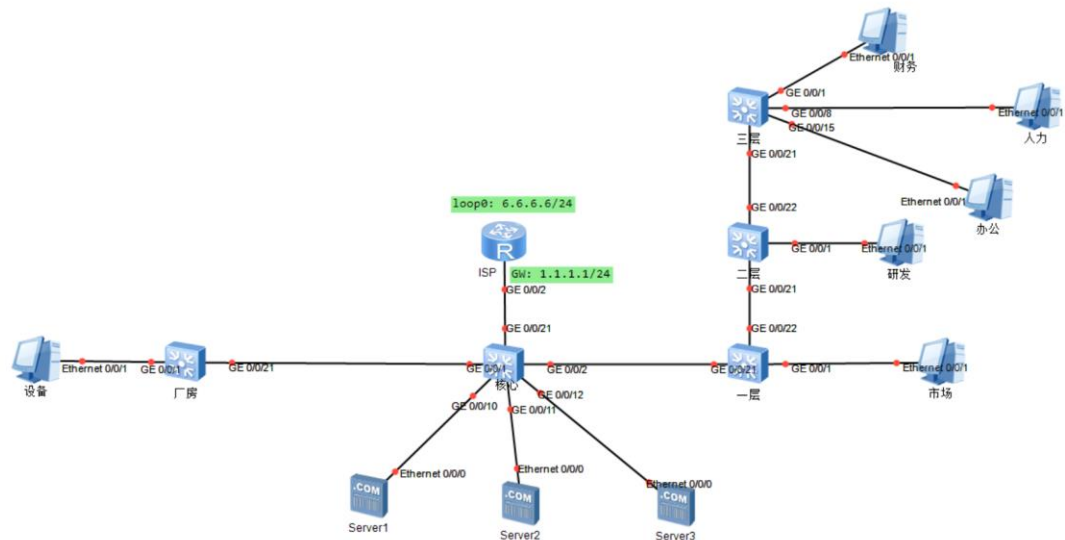 Ethernet 0/0/1
财务
GE 0/0/1
GE 0/0/8
Ethernet 0/0/1
GE 0/0/15
人力
三层
GE 0/0/21
Ethernet 0/0/1
办公
loop0: 6.6.6.6/24
GE 0/0/22
GE 0/0/1
Ethernet 0/0/1
R
二层
研发
ISP
GW: 1.1.1.1/24
GE 0/0/2
GE 0/0/21
GE 0/0/21
GE 0/0/22
Ethernet 0/0/1
GE 0/0/1
GE 0/0/21
GE 0/0/1
GE 0/0/2
GE 0/0/21
GE 0/0/1
Ethernet 0/0/1
设备
厂房
核心
一层
市场
GE 0/0/10
GE 0/0/11
GE 0/0/12
Ethernet 0/0/0
Ethernet 0/0/0
Ethernet 0/0/0
.COM
.COM
.COM
Server1
Server2
Server3